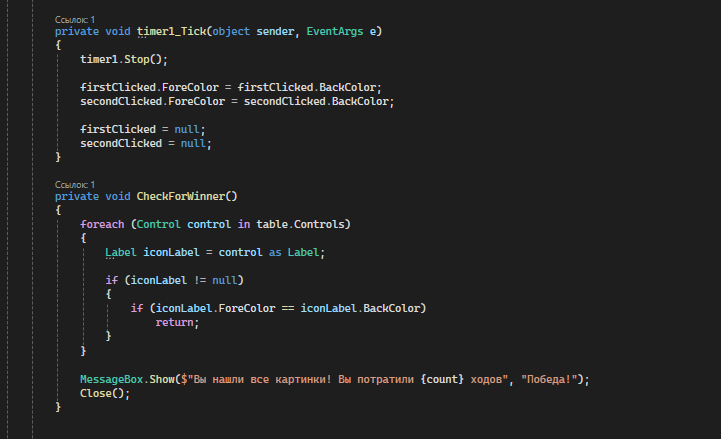 Ссылок: 1
private void timer1_Tick(object sender, EventArgs e)
{
timer1.Stop();
firstClicked.ForeColor = firstClicked.BackColor;
secondClicked.ForeColor = secondClicked.BackColor;
firstClicked = null;
secondClicked = null;
}
Ссылок: 1
private void CheckForWinner()
{
foreach (Control control in table.Controls)
{
Label iconLabel = control as Label;
if (iconLabel != null)
{
if (iconLabel.ForeColor == iconLabel.BackColor)
return;
}
}
MessageBox.Show($"Вы нашли все картинки! Вы потратили {count} ходов", "Победа!");
Close();
}